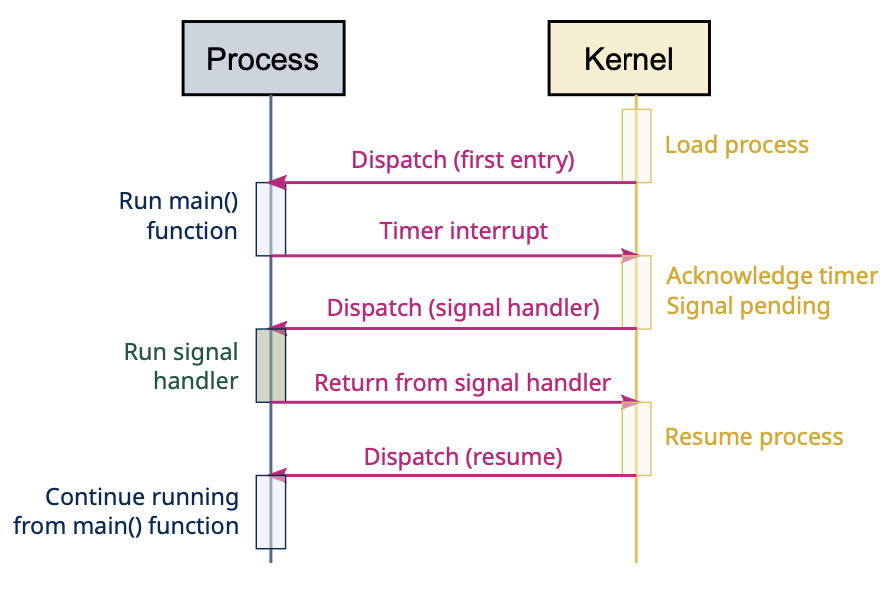 Process
Kernel
Load process
Dispatch (first entry)
Run main()
function
Timer interrupt
Acknowledge timer
Signal pending
Dispatch (signal handler)
Run signal
handler
Return from signal handler
Resume process
Dispatch (resume)
Continue running
from main() function